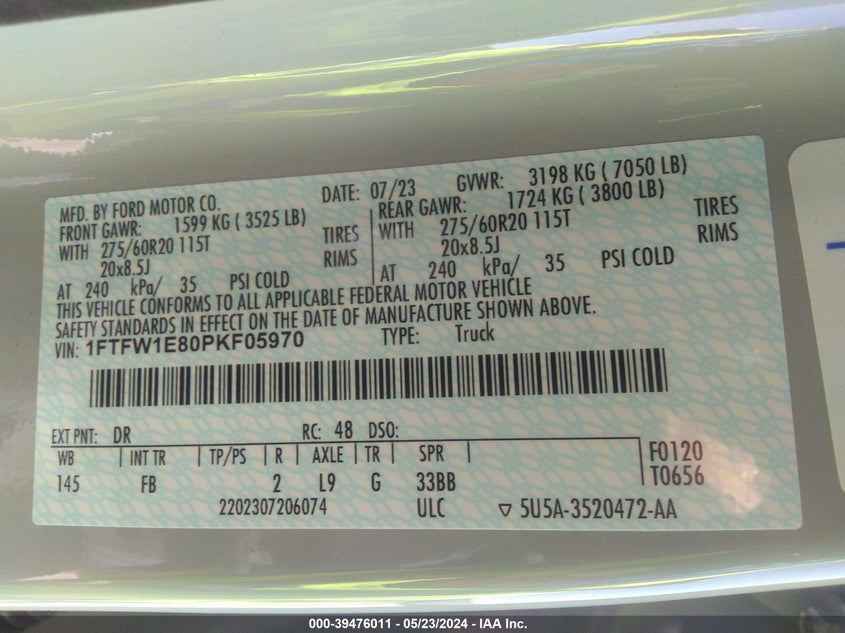 MFD. BY FORD MOTOR CO. DATE: 07/23 GVWR: 3198 KG ( 7050 LB)
FRONT GAWR: 1599 KG ( 3525 LB) REAR GAWR: 1724 KG ( 3800 LB)
WITH 275/60R20 115T TIRES WITH 275/60R20 115T TIRES
20x8.5J RIMS 20x8.5J RIMS
AT 240 kPa/ 35 PSI COLD AT 240 kPa/ 35 PSI COLD
THIS VEHICLE CONFORMS TO ALL APPLICABLE FEDERAL MOTOR VEHICLE
SAFETY STANDARDS IN EFFECT ON THE DATE OF MANUFACTURE SHOWN ABOVE.
VIN: 1FTFW1E80PKF05970 TYPE: Truck
EXT PNT: DR RC: 48 DSO:
WB INT TR TP/PS R AXLE TR SPR F0120
145 FB 2 L9 G 33BB T0656
2202307206074 ULC ▽ 5U5A-3520472-AA
000-39476011 - 05/23/2024 - IAA Inc.